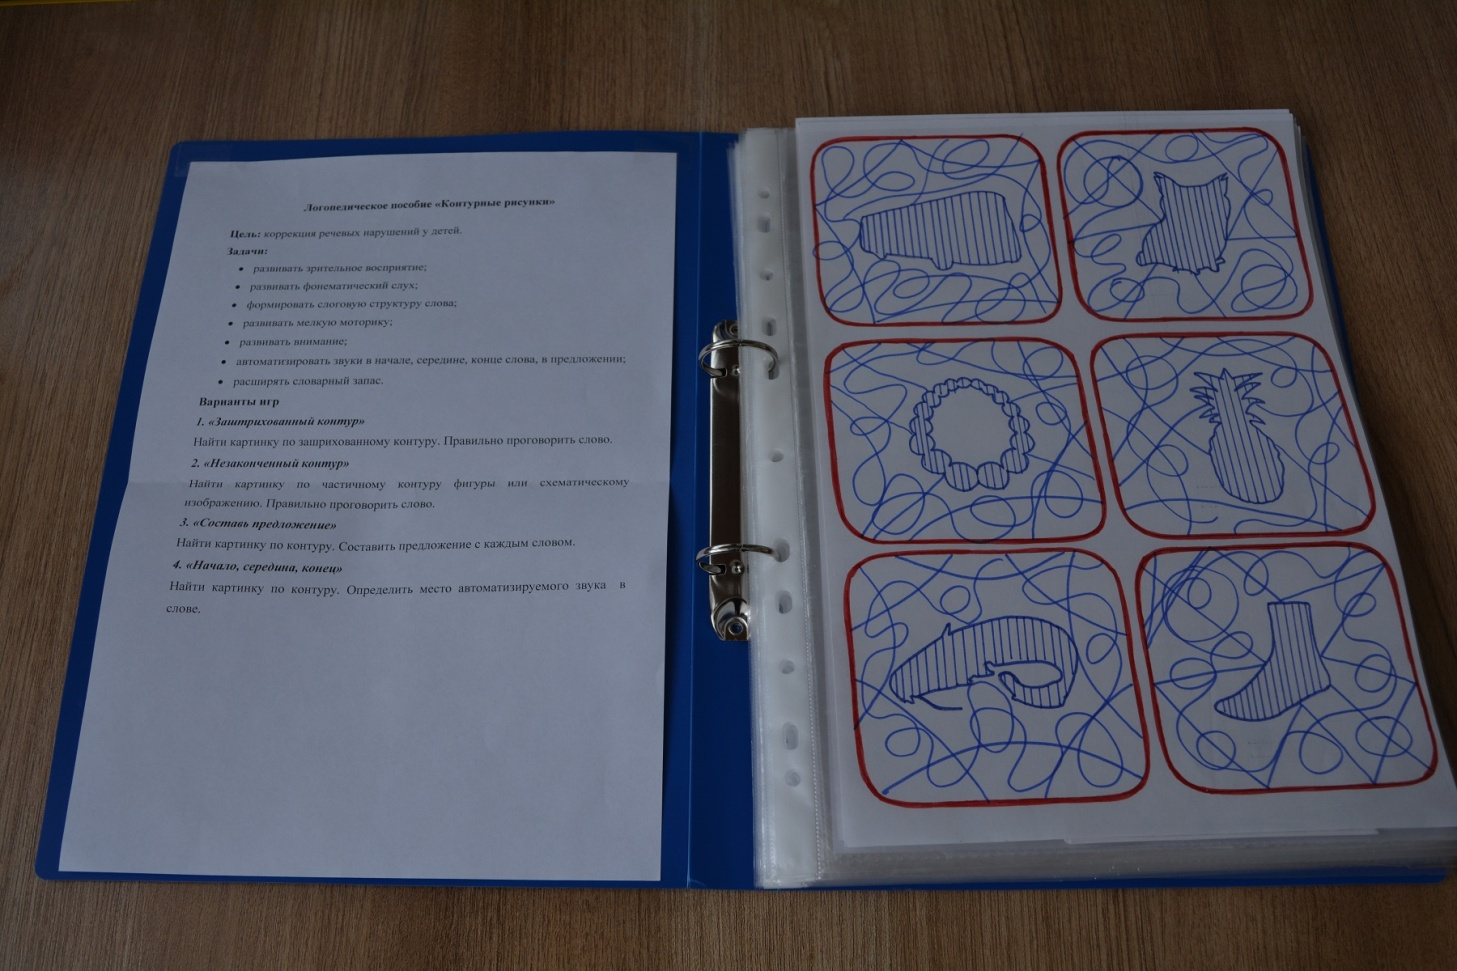 Логопедическое пособие «Контурные рисунки»
Цель: коррекция речевых нарушений у детей.
Задачи:
• развивать зрительное восприятие;
• развивать фонематический слух;
• формировать слоговую структуру слова;
• развивать мелкую моторику;
• развивать внимание;
• автоматизировать звуки в начале, середине, конце слова, в предложении;
• расширять словарный запас.
Варианты игр
1. «Заштрихованный контур»
Найти картинку по зашрихованному контуру. Правильно проговорить слово.
2. «Незаконченный контур»
Найти картинку по частичному контуру фигуры или схематическому
изображению. Правильно проговорить слово.
3. «Составь предложение»
Найти картинку по контуру. Составить предложение с каждым словом.
4. «Начало, середина, конец»
Найти картинку по контуру. Определить место автоматизируемого звука в
слове.